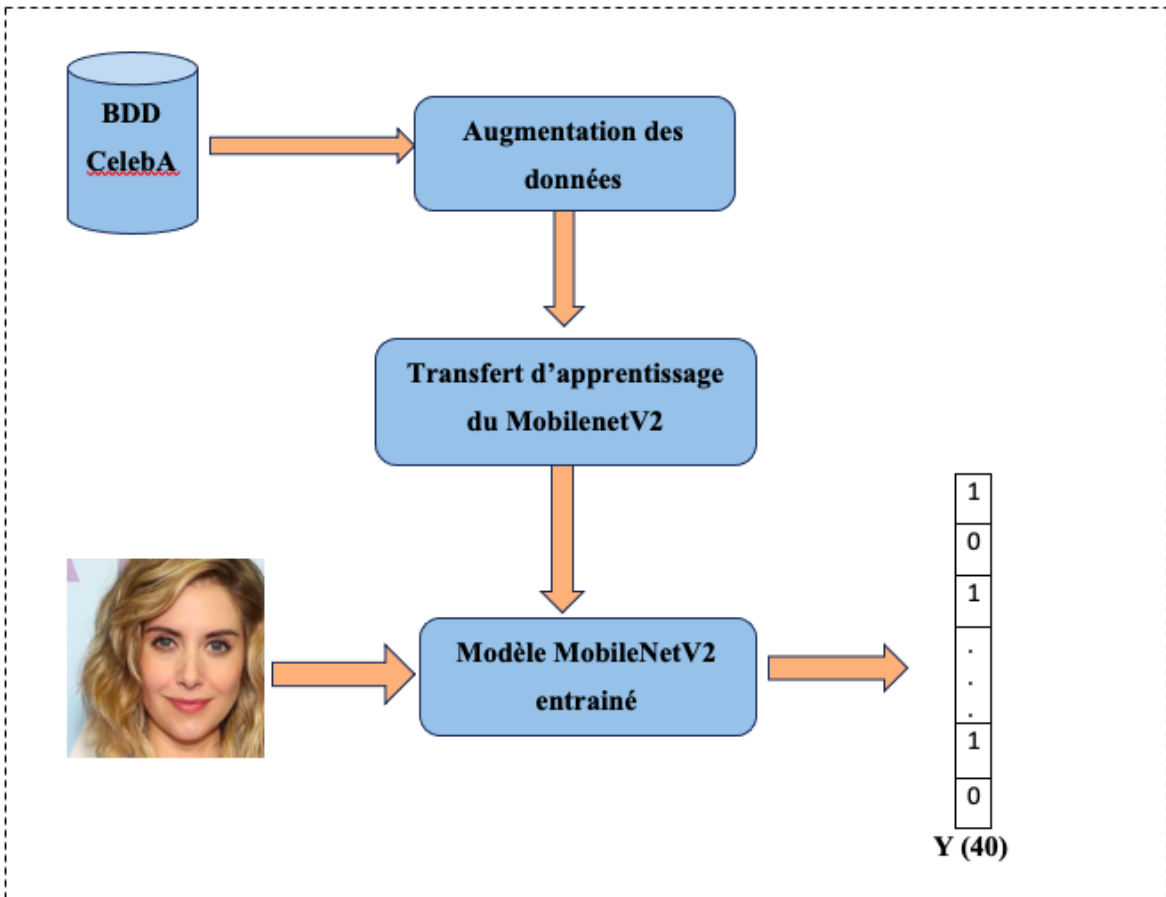 BDD
CelebA
Augmentation des
données
Transfert d’apprentissage
du MobilenetV2
Modèle MobileNetV2
entrainé
1
0
1
.
.
.
1
0
Y (40)